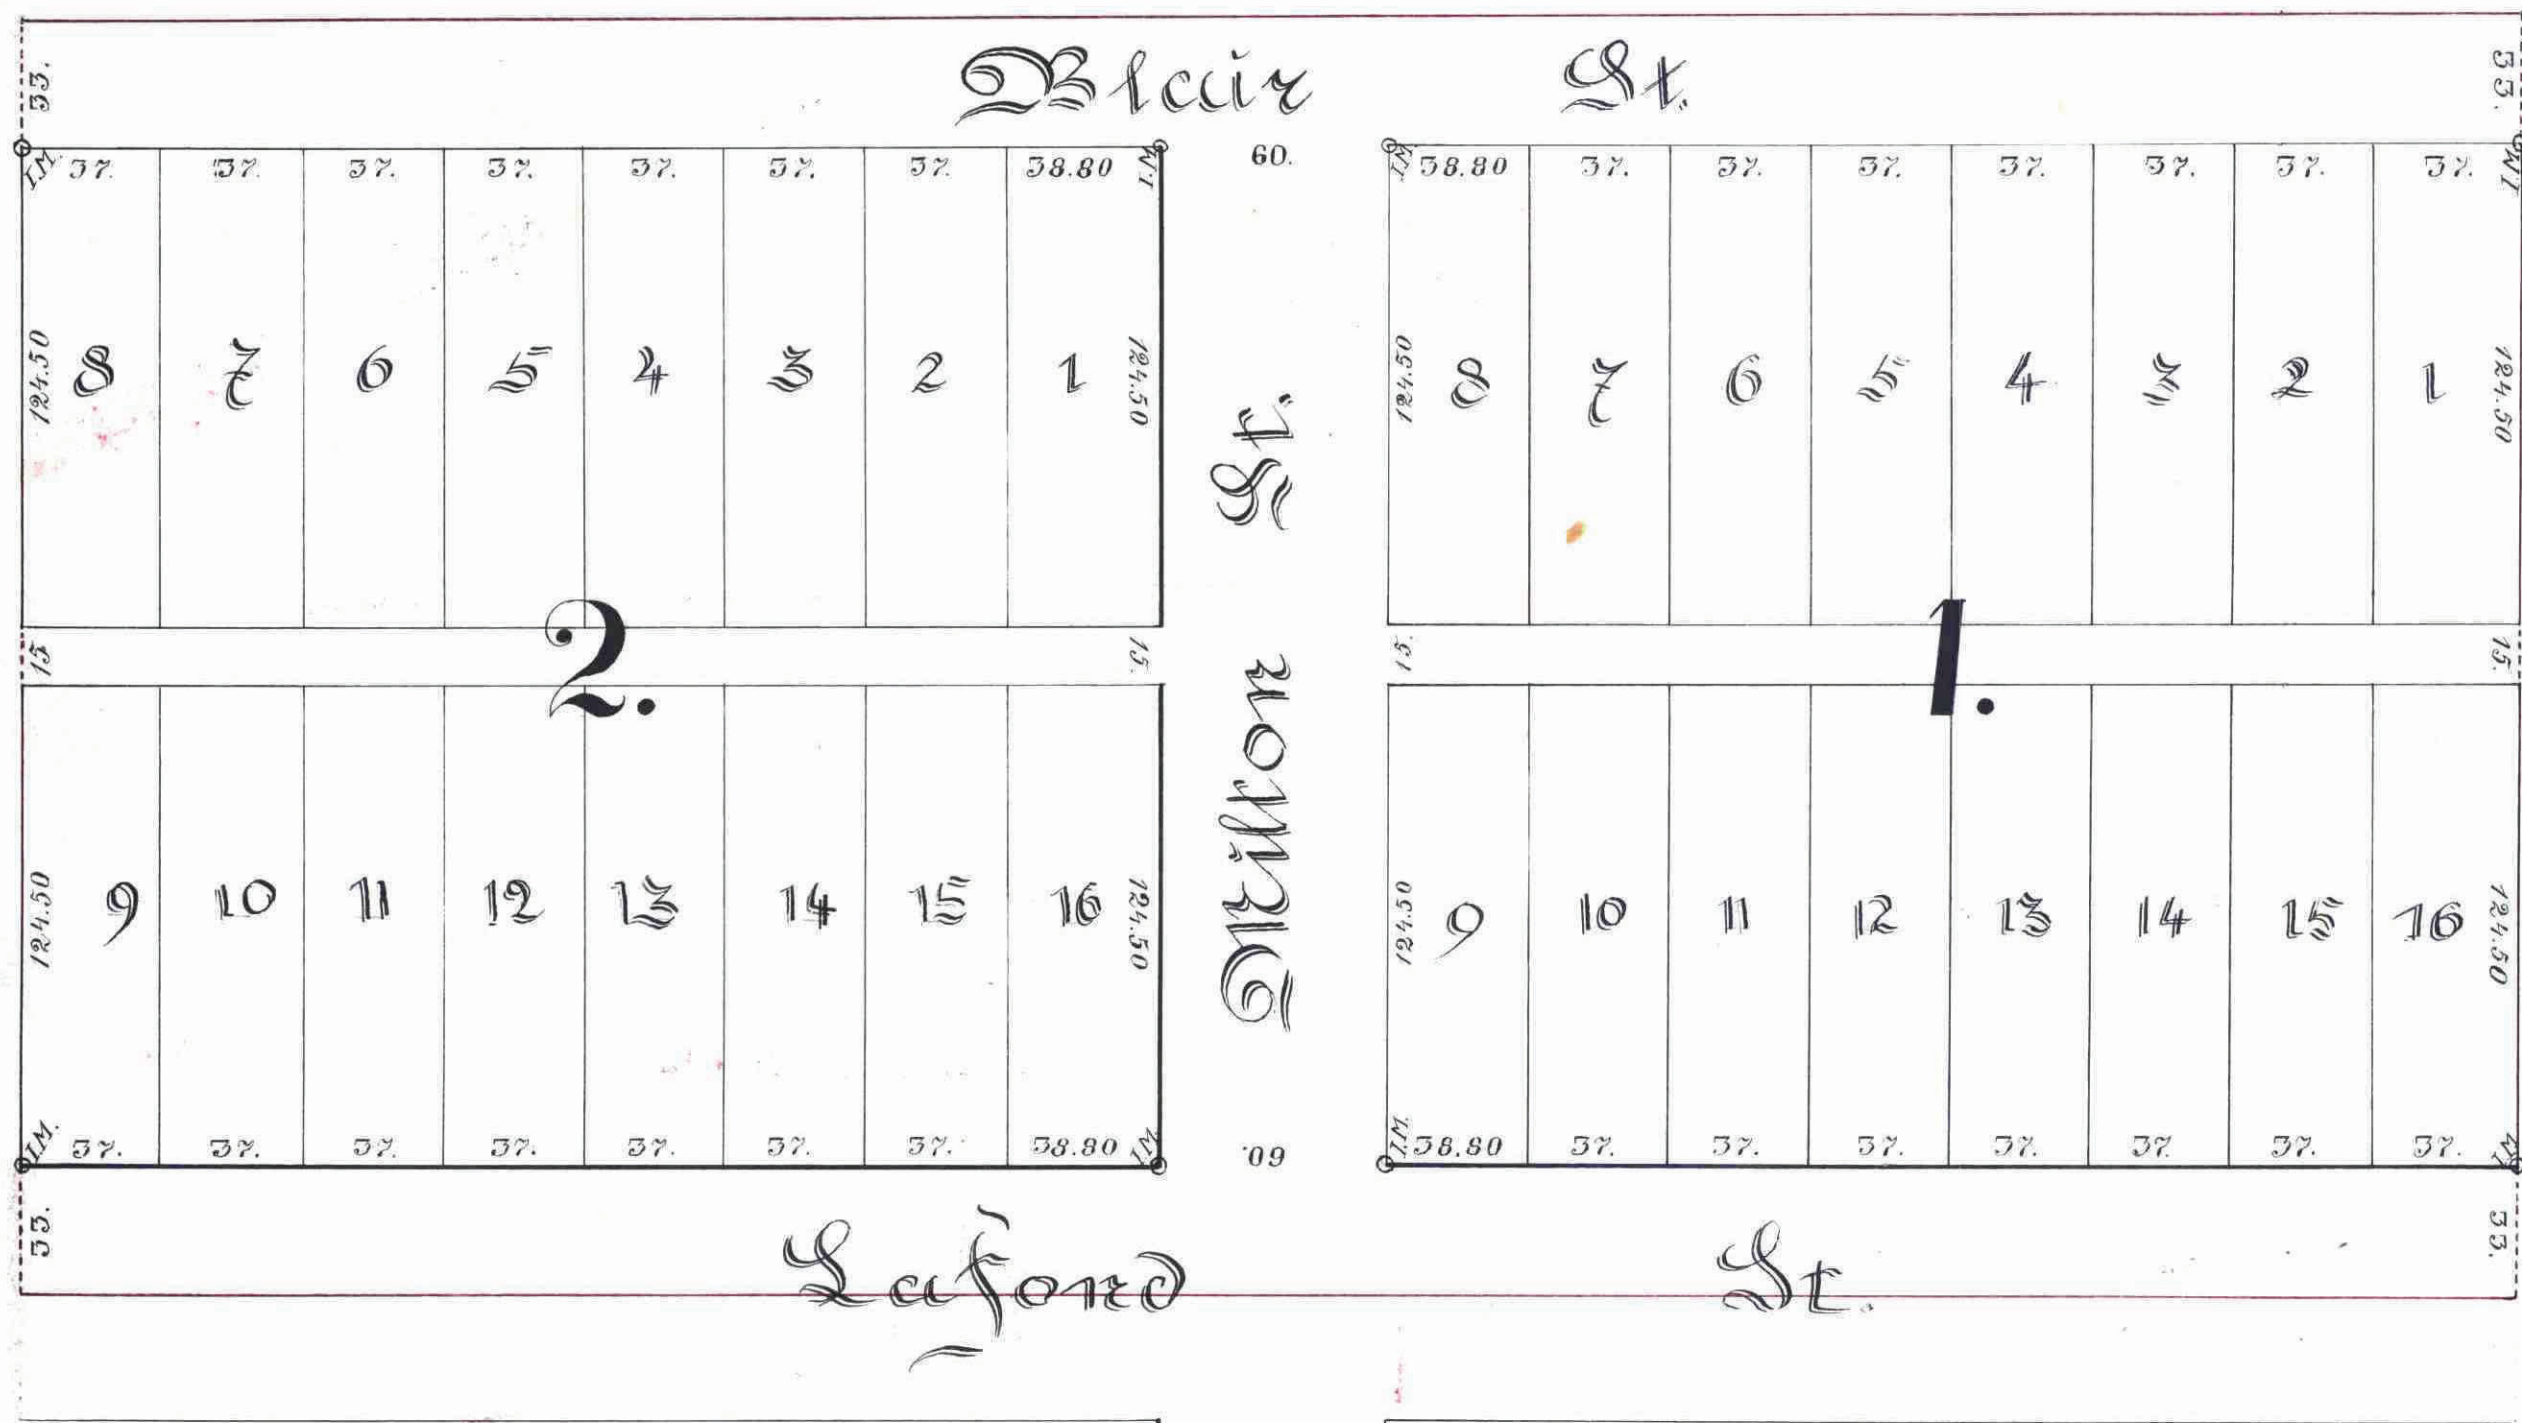 Blair St.
33. 33.
I.M. 37. 37. 37. 37. 37. 37. 37. 38.80 I.M. 60. I.M. 38.80 37. 37. 37. 37. 37. 37. 37. I.M.
124.50 8 7 6 5 4 3 2 1 124.50 124.50 8 7 6 5 4 3 2 1 124.50
15 2. 15. 15. 1. 15.
Milton St.
124.50 9 10 11 12 13 14 15 16 124.50 124.50 9 10 11 12 13 14 15 16 124.50
I.M. 37. 37. 37. 37. 37. 37. 37. 38.80 I.M. 60. I.M. 38.80 37. 37. 37. 37. 37. 37. 37. I.M.
33. 33.
Lafond St.